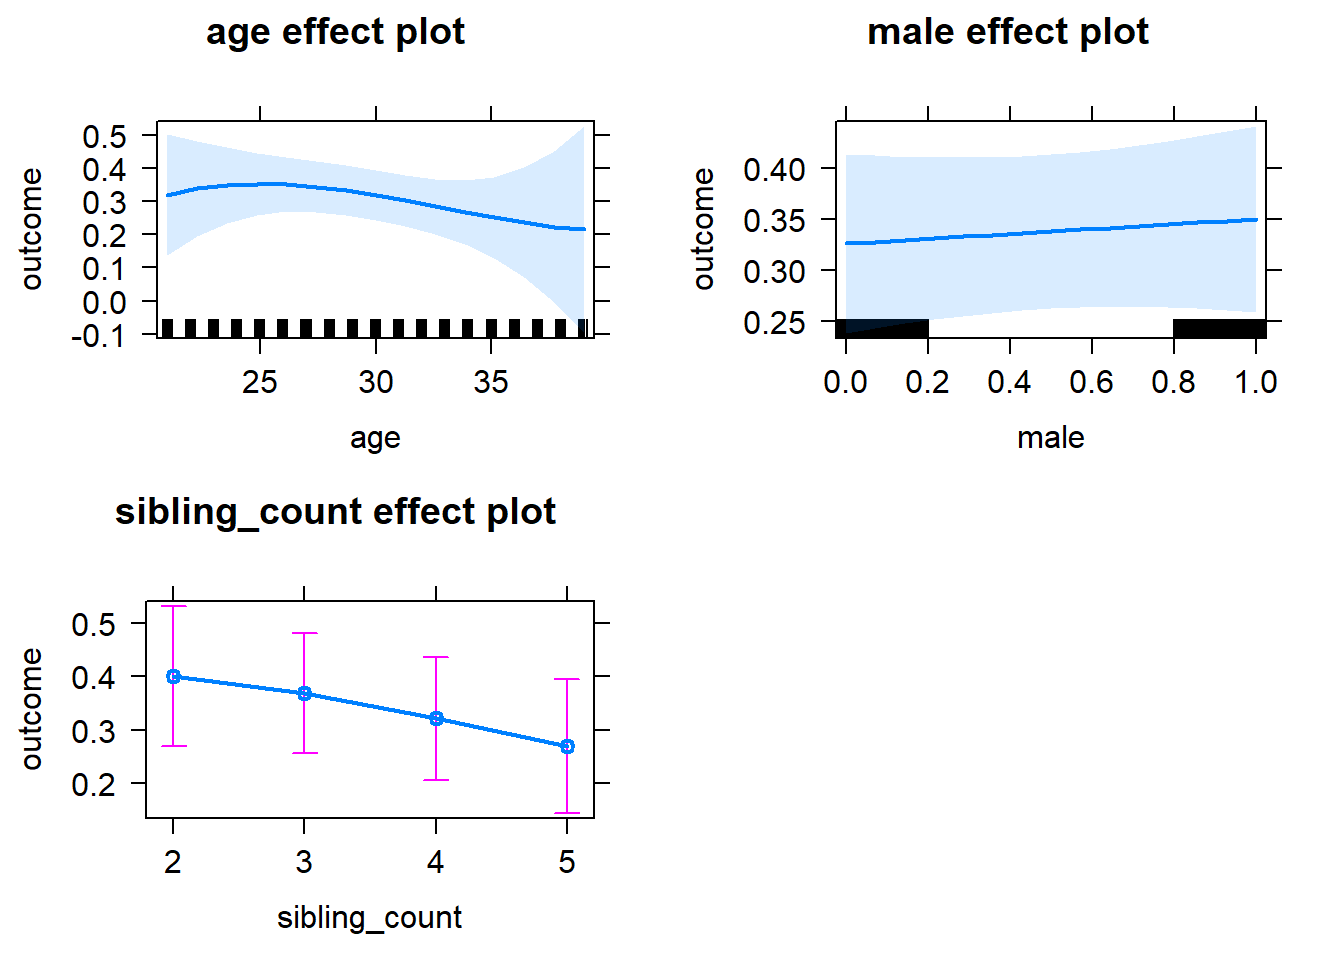 age effect plot
outcome
0.5
0.4
0.3
0.2
0.1
0.0
-0.1
25 30 35
age
male effect plot
outcome
0.40
0.35
0.30
0.25
0.0 0.2 0.4 0.6 0.8 1.0
male
sibling_count effect plot
outcome
0.5
0.4
0.3
0.2
2 3 4 5
sibling_count